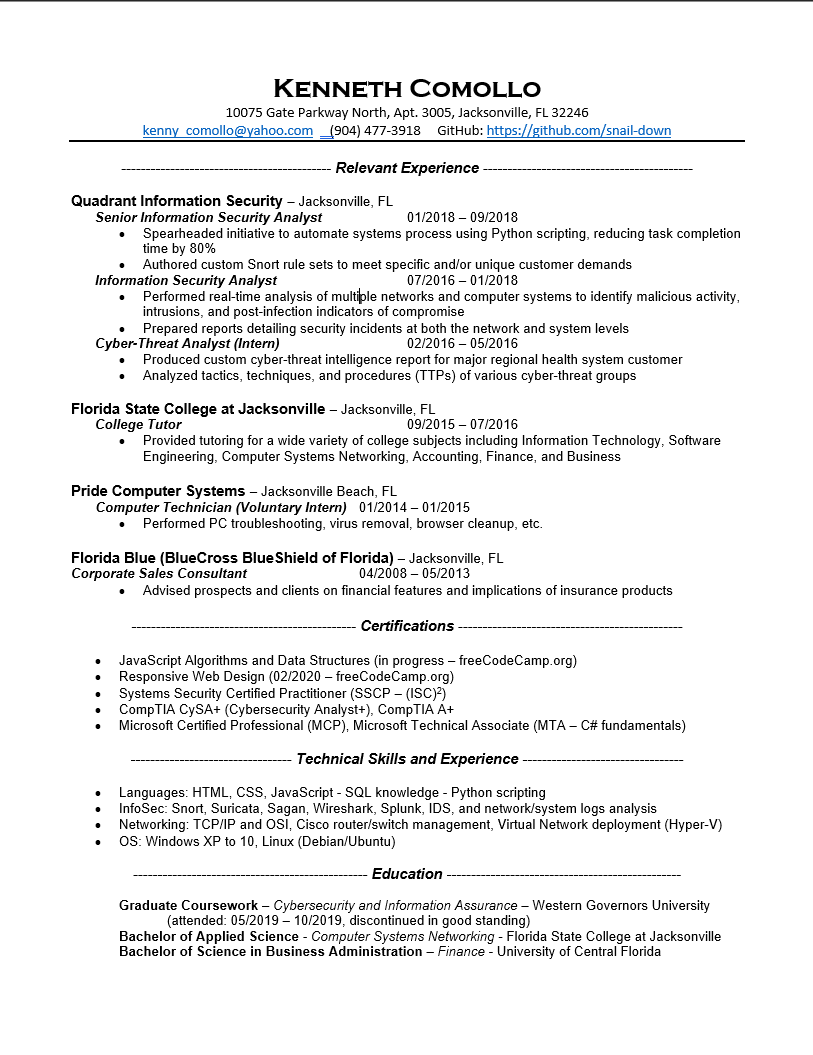 KENNETH COMOLLO
10075 Gate Parkway North, Apt. 3005, Jacksonville, FL 32246
kenny_comollo@yahoo.com (904) 477-3918 GitHub: https://github.com/snail-down
------------------------------------------- Relevant Experience -------------------------------------------
Quadrant Information Security – Jacksonville, FL
Senior Information Security Analyst 01/2018 – 09/2018
• Spearheaded initiative to automate systems process using Python scripting, reducing task completion
time by 80%
• Authored custom Snort rule sets to meet specific and/or unique customer demands
Information Security Analyst 07/2016 – 01/2018
• Performed real-time analysis of multiple networks and computer systems to identify malicious activity,
intrusions, and post-infection indicators of compromise
• Prepared reports detailing security incidents at both the network and system levels
Cyber-Threat Analyst (Intern) 02/2016 – 05/2016
• Produced custom cyber-threat intelligence report for major regional health system customer
• Analyzed tactics, techniques, and procedures (TTPs) of various cyber-threat groups
Florida State College at Jacksonville – Jacksonville, FL
College Tutor 09/2015 – 07/2016
• Provided tutoring for a wide variety of college subjects including Information Technology, Software
Engineering, Computer Systems Networking, Accounting, Finance, and Business
Pride Computer Systems – Jacksonville Beach, FL
Computer Technician (Voluntary Intern) 01/2014 – 01/2015
• Performed PC troubleshooting, virus removal, browser cleanup, etc.
Florida Blue (BlueCross BlueShield of Florida) – Jacksonville, FL
Corporate Sales Consultant 04/2008 – 05/2013
• Advised prospects and clients on financial features and implications of insurance products
---------------------------------------------- Certifications ----------------------------------------------
• JavaScript Algorithms and Data Structures (in progress – freeCodeCamp.org)
• Responsive Web Design (02/2020 – freeCodeCamp.org)
• Systems Security Certified Practitioner (SSCP – (ISC)²)
• CompTIA CySA+ (Cybersecurity Analyst+), CompTIA A+
• Microsoft Certified Professional (MCP), Microsoft Technical Associate (MTA – C# fundamentals)
--------------------------------- Technical Skills and Experience ---------------------------------
• Languages: HTML, CSS, JavaScript - SQL knowledge - Python scripting
• InfoSec: Snort, Suricata, Sagan, Wireshark, Splunk, IDS, and network/system logs analysis
• Networking: TCP/IP and OSI, Cisco router/switch management, Virtual Network deployment (Hyper-V)
• OS: Windows XP to 10, Linux (Debian/Ubuntu)
------------------------------------------------ Education ------------------------------------------------
Graduate Coursework – Cybersecurity and Information Assurance – Western Governors University
(attended: 05/2019 – 10/2019, discontinued in good standing)
Bachelor of Applied Science - Computer Systems Networking - Florida State College at Jacksonville
Bachelor of Science in Business Administration – Finance - University of Central Florida